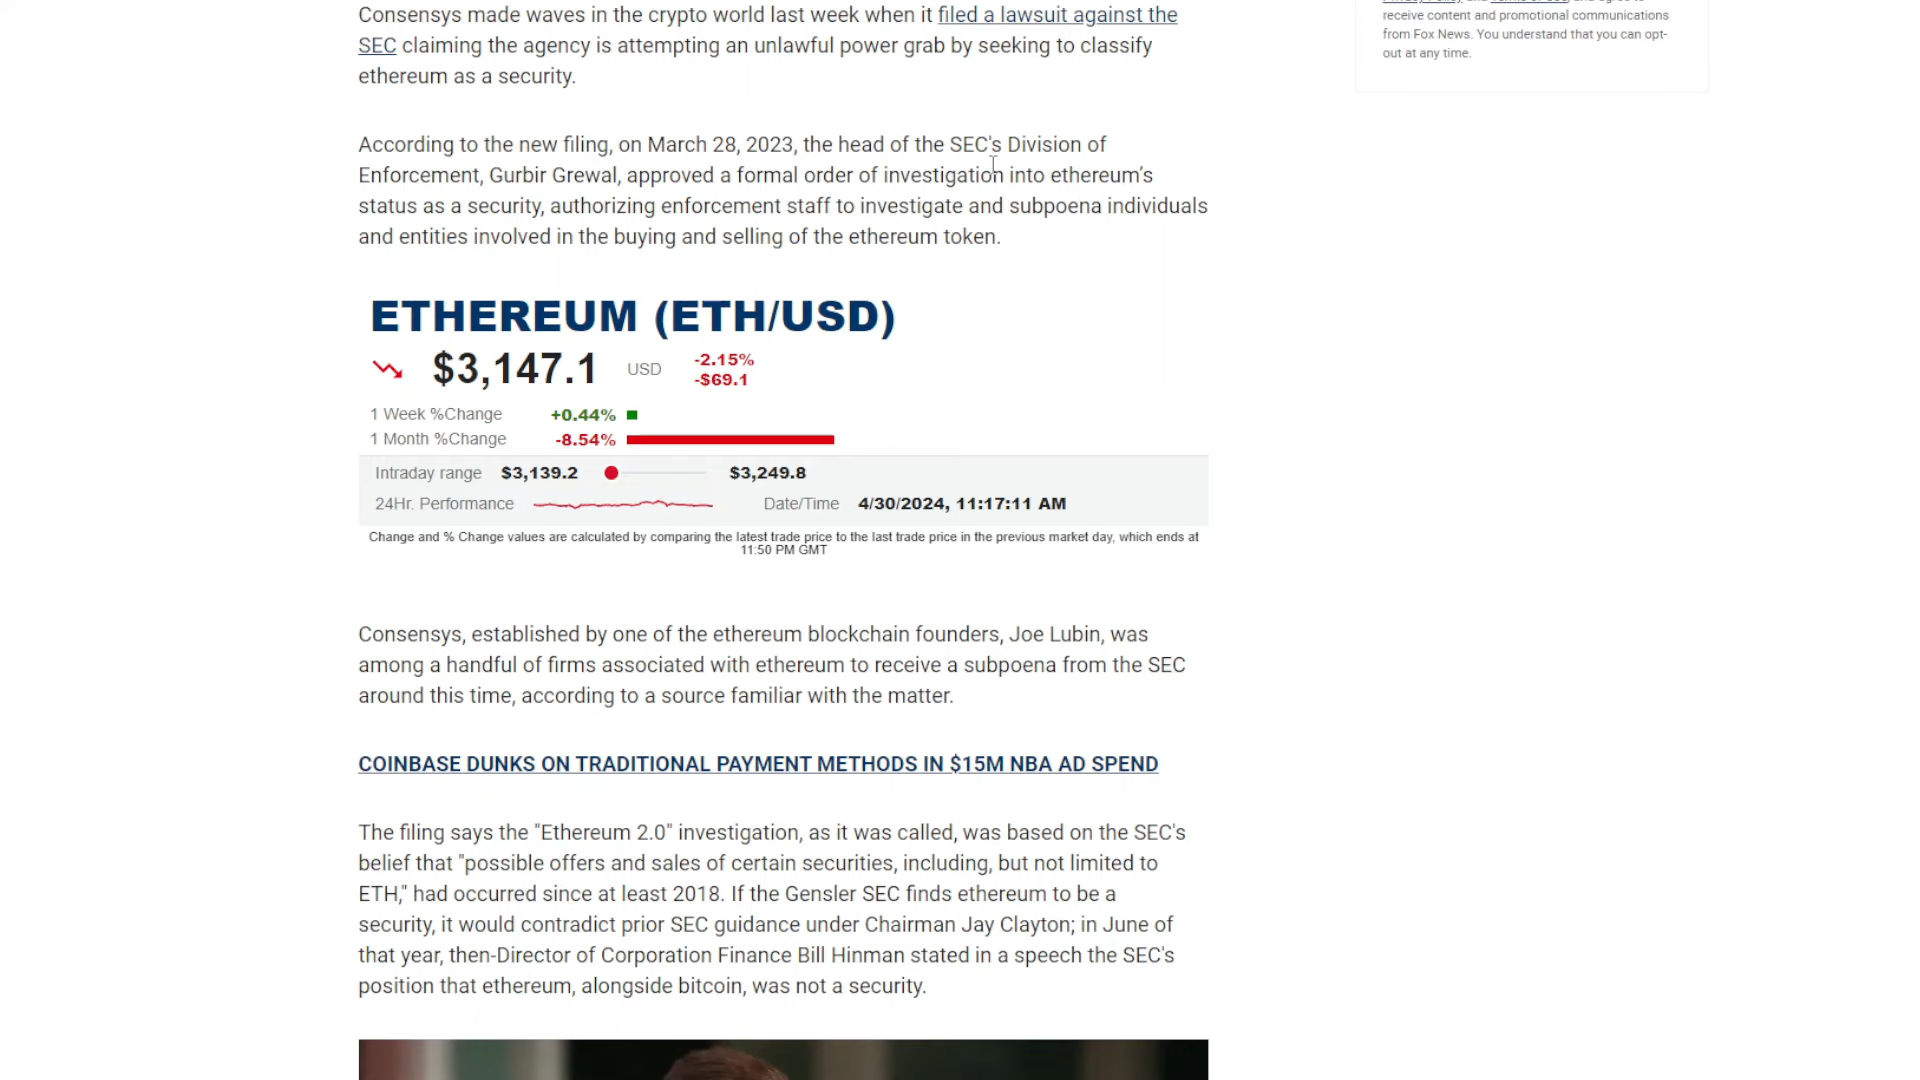 Consensys made waves in the crypto world last week when it filed a lawsuit against the
SEC claiming the agency is attempting an unlawful power grab by seeking to classify
ethereum as a security.
According to the new filing, on March 28, 2023, the head of the SEC's Division of
Enforcement, Gurbir Grewal, approved a formal order of investigation into ethereum’s
status as a security, authorizing enforcement staff to investigate and subpoena individuals
and entities involved in the buying and selling of the ethereum token.
ETHEREUM (ETH/USD)
$3,147.1 USD -2.15%
-$69.1
1 Week %Change +0.44%
1 Month %Change -8.54%
Intraday range $3,139.2 $3,249.8
24Hr. Performance Date/Time 4/30/2024, 11:17:11 AM
Change and % Change values are calculated by comparing the latest trade price to the last trade price in the previous market day, which ends at
11:50 PM GMT
Consensys, established by one of the ethereum blockchain founders, Joe Lubin, was
among a handful of firms associated with ethereum to receive a subpoena from the SEC
around this time, according to a source familiar with the matter.
COINBASE DUNKS ON TRADITIONAL PAYMENT METHODS IN $15M NBA AD SPEND
The filing says the "Ethereum 2.0" investigation, as it was called, was based on the SEC's
belief that "possible offers and sales of certain securities, including, but not limited to
ETH," had occurred since at least 2018. If the Gensler SEC finds ethereum to be a
security, it would contradict prior SEC guidance under Chairman Jay Clayton; in June of
that year, then-Director of Corporation Finance Bill Hinman stated in a speech the SEC's
position that ethereum, alongside bitcoin, was not a security.
receive content and promotional communications
from Fox News. You understand that you can opt-
out at any time.